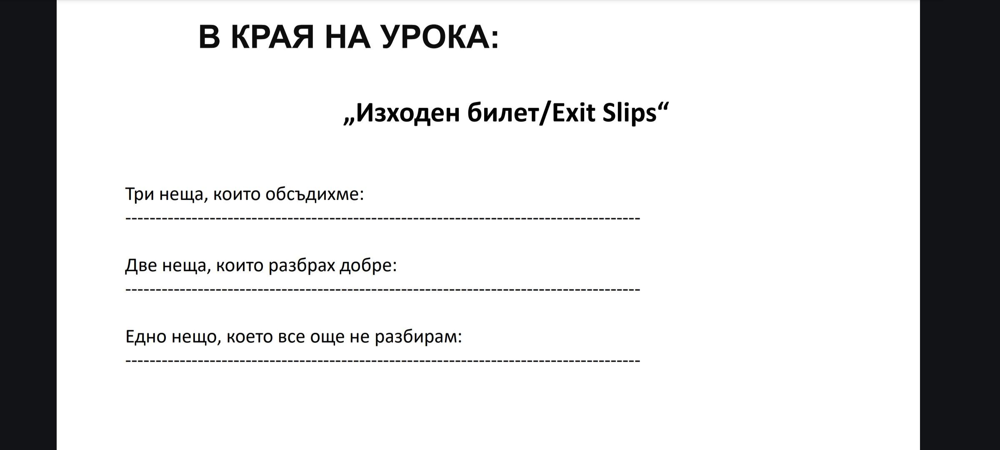 В КРАЯ НА УРОКА:
„Изходен билет/Exit Slips“
Три неща, които обсъдихме:
--------------------------------------------------------------------------------------
Две неща, които разбрах добре:
--------------------------------------------------------------------------------------
Едно нещо, което все още не разбирам:
--------------------------------------------------------------------------------------